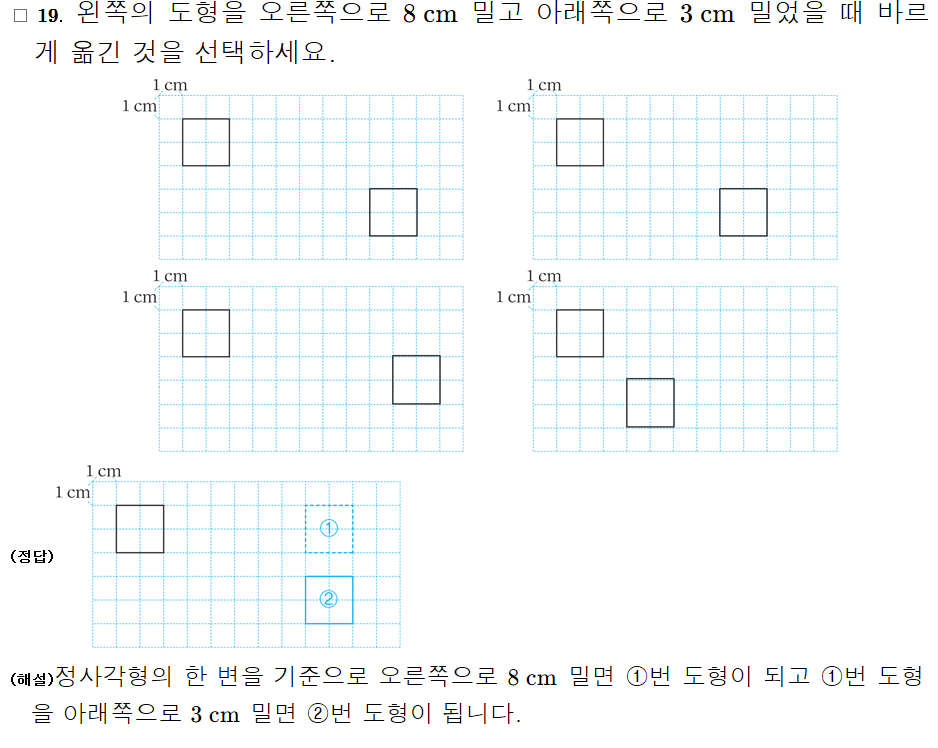 □ 19. 왼쪽의 도형을 오른쪽으로 8 cm 밀고 아래쪽으로 3 cm 밀었을 때 바르
게 옮긴 것을 선택하세요.
1 cm
1 cm
1 cm
1 cm
1 cm
1 cm
1 cm
1 cm
1 cm
1 cm
①
(정답)
②
(해설)정사각형의 한 변을 기준으로 오른쪽으로 8 cm 밀면 ①번 도형이 되고 ①번 도형
을 아래쪽으로 3 cm 밀면 ②번 도형이 됩니다.